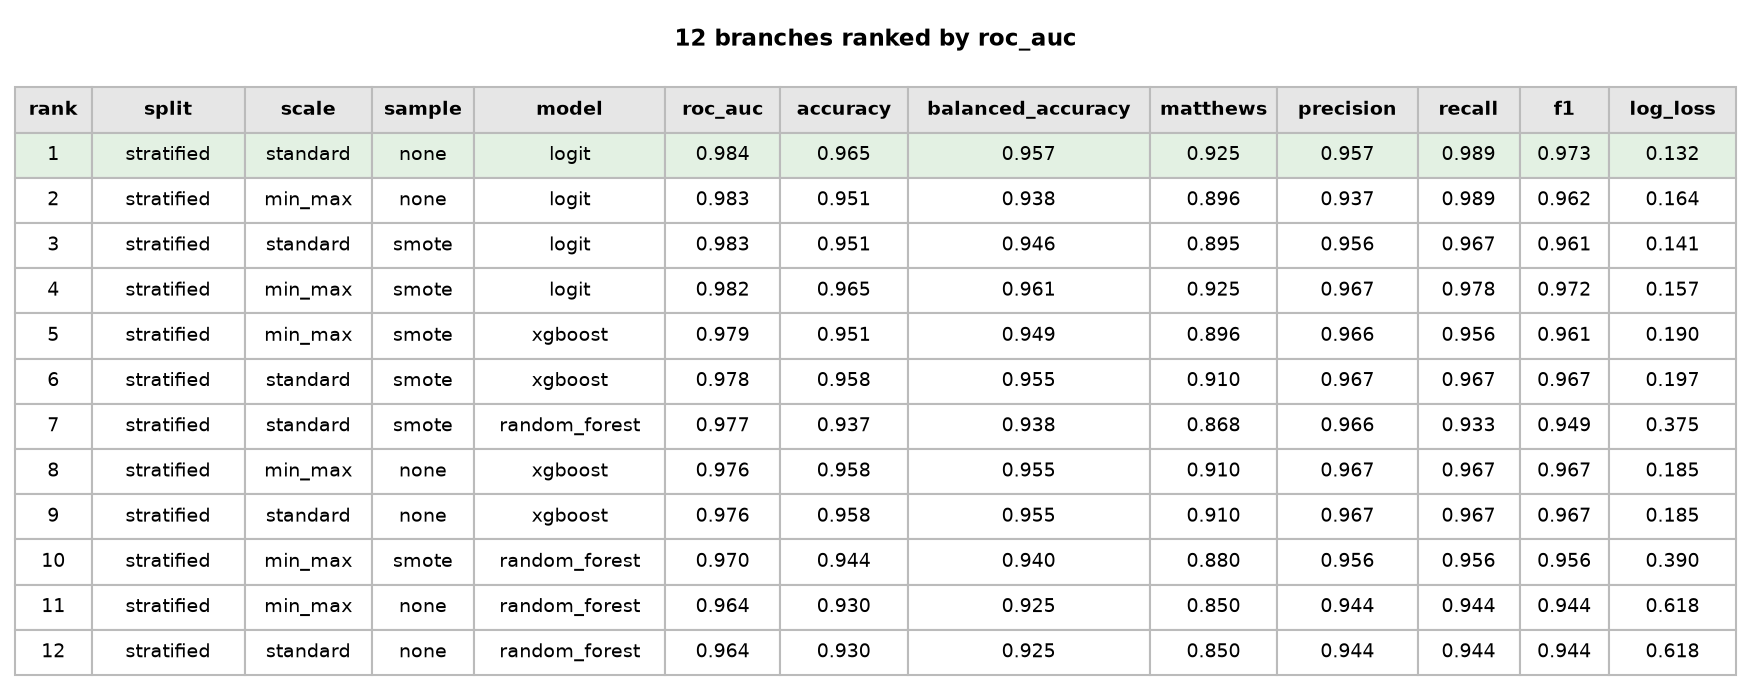 12 branches ranked by roc_auc
rank split scale sample model roc_auc accuracy balanced_accuracy matthews precision recall f1 log_loss
1 stratified standard none logit 0.984 0.965 0.957 0.925 0.957 0.989 0.973 0.132
2 stratified min_max none logit 0.983 0.951 0.938 0.896 0.937 0.989 0.962 0.164
3 stratified standard smote logit 0.983 0.951 0.946 0.895 0.956 0.967 0.961 0.141
4 stratified min_max smote logit 0.982 0.965 0.961 0.925 0.967 0.978 0.972 0.157
5 stratified min_max smote xgboost 0.979 0.951 0.949 0.896 0.966 0.956 0.961 0.190
6 stratified standard smote xgboost 0.978 0.958 0.955 0.910 0.967 0.967 0.967 0.197
7 stratified standard smote random_forest 0.977 0.937 0.938 0.868 0.966 0.933 0.949 0.375
8 stratified min_max none xgboost 0.976 0.958 0.955 0.910 0.967 0.967 0.967 0.185
9 stratified standard none xgboost 0.976 0.958 0.955 0.910 0.967 0.967 0.967 0.185
10 stratified min_max smote random_forest 0.970 0.944 0.940 0.880 0.956 0.956 0.956 0.390
11 stratified min_max none random_forest 0.964 0.930 0.925 0.850 0.944 0.944 0.944 0.618
12 stratified standard none random_forest 0.964 0.930 0.925 0.850 0.944 0.944 0.944 0.618